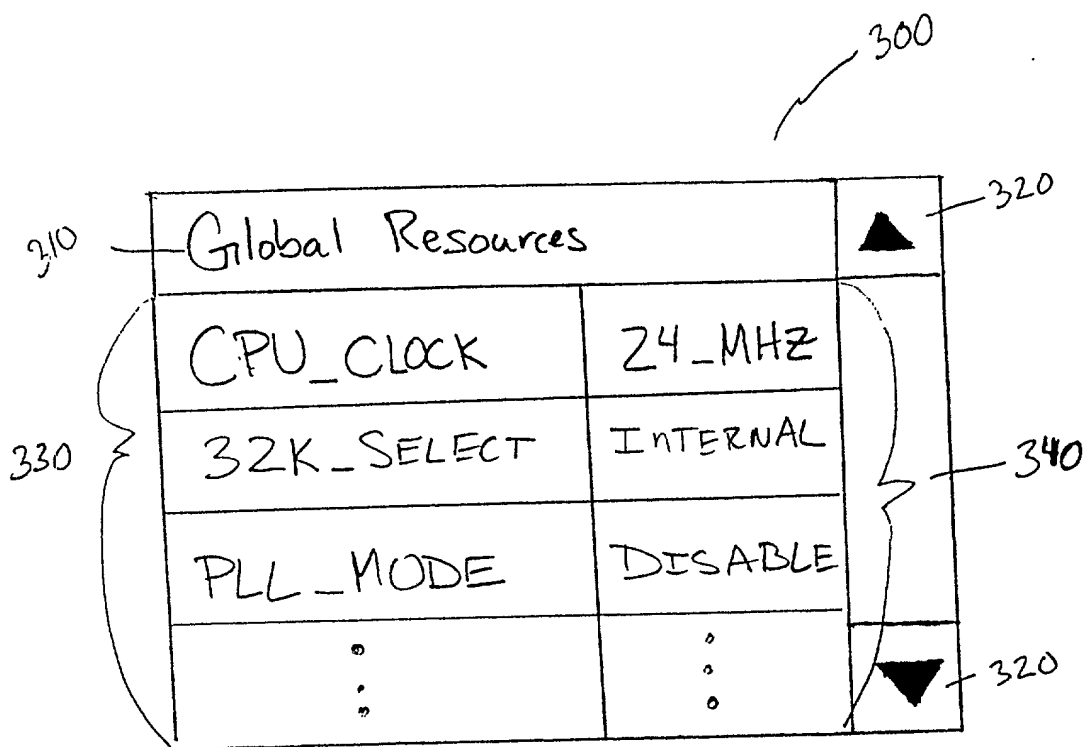 300
320
310
Global Resources
CPU_CLOCK 24_MHZ
32K_SELECT InTERNAL
330
340
PLL_MODE DISABLE
320